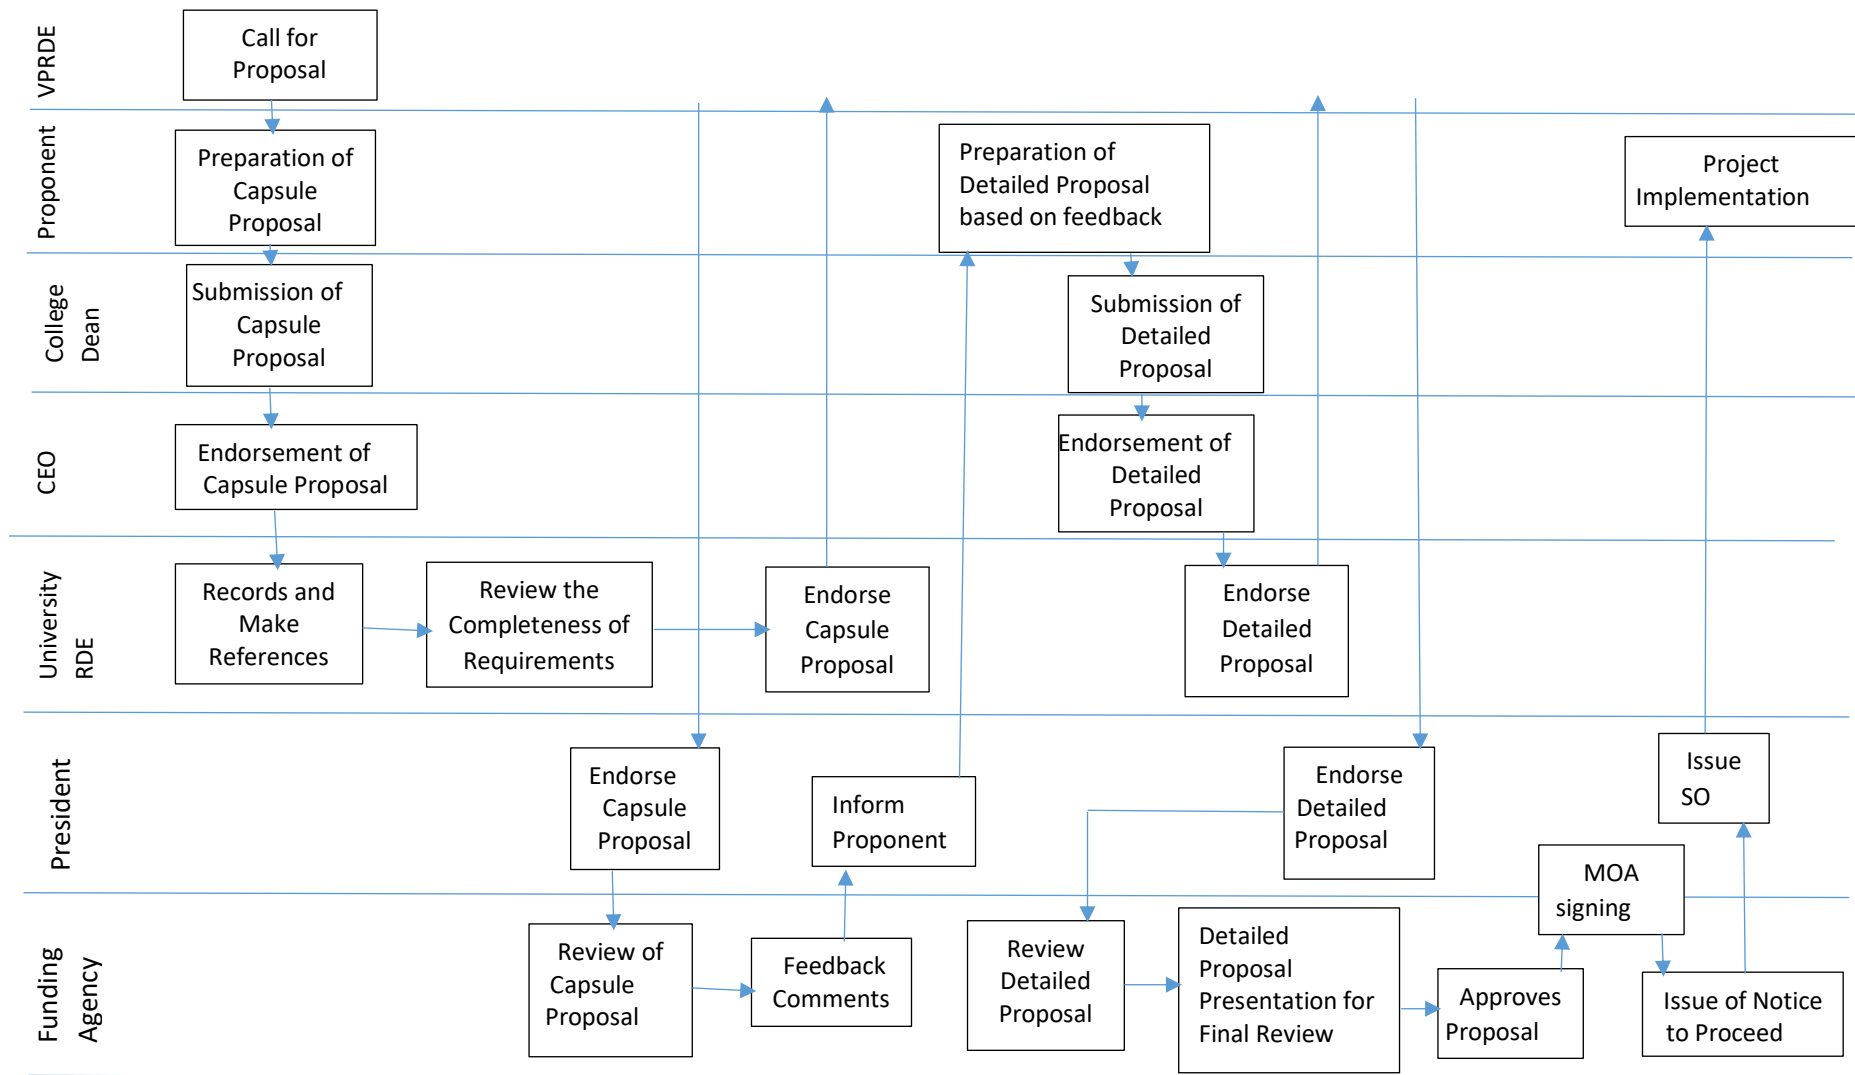 VPRDE
Call for
Proposal
Proponent
Preparation of
Capsule
Proposal
Preparation of
Detailed Proposal
based on feedback
Project
Implementation
College
Dean
Submission of
Capsule
Proposal
Submission of
Detailed
Proposal
CEO
Endorsement of
Capsule Proposal
Endorsement of
Detailed
Proposal
University
RDE
Records and
Make
References
Review the
Completeness of
Requirements
Endorse
Capsule
Proposal
Endorse
Detailed
Proposal
President
Endorse
Capsule
Proposal
Inform
Proponent
Endorse
Detailed
Proposal
Issue
SO
MOA
signing
Funding
Agency
Review of
Capsule
Proposal
Feedback
Comments
Review
Detailed
Proposal
Detailed
Proposal
Presentation for
Final Review
Approves
Proposal
Issue of Notice
to Proceed